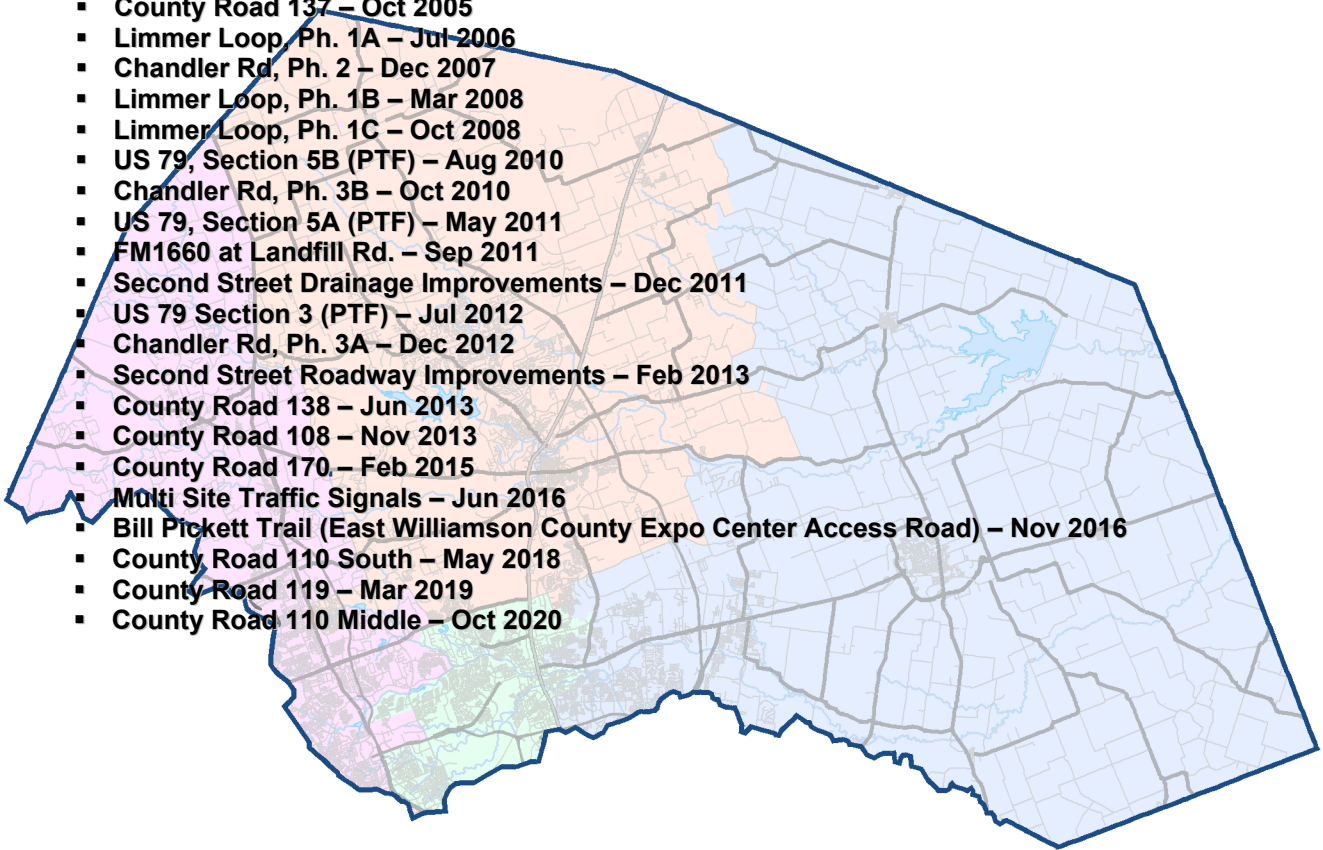 ▪ County Road 137 – Oct 2005
▪ Limmer Loop, Ph. 1A – Jul 2006
▪ Chandler Rd, Ph. 2 – Dec 2007
▪ Limmer Loop, Ph. 1B – Mar 2008
▪ Limmer Loop, Ph. 1C – Oct 2008
▪ US 79, Section 5B (PTF) – Aug 2010
▪ Chandler Rd, Ph. 3B – Oct 2010
▪ US 79, Section 5A (PTF) – May 2011
▪ FM1660 at Landfill Rd. – Sep 2011
▪ Second Street Drainage Improvements – Dec 2011
▪ US 79 Section 3 (PTF) – Jul 2012
▪ Chandler Rd, Ph. 3A – Dec 2012
▪ Second Street Roadway Improvements – Feb 2013
▪ County Road 138 – Jun 2013
▪ County Road 108 – Nov 2013
▪ County Road 170 – Feb 2015
▪ Multi Site Traffic Signals – Jun 2016
▪ Bill Pickett Trail (East Williamson County Expo Center Access Road) – Nov 2016
▪ County Road 110 South – May 2018
▪ County Road 119 – Mar 2019
▪ County Road 110 Middle – Oct 2020